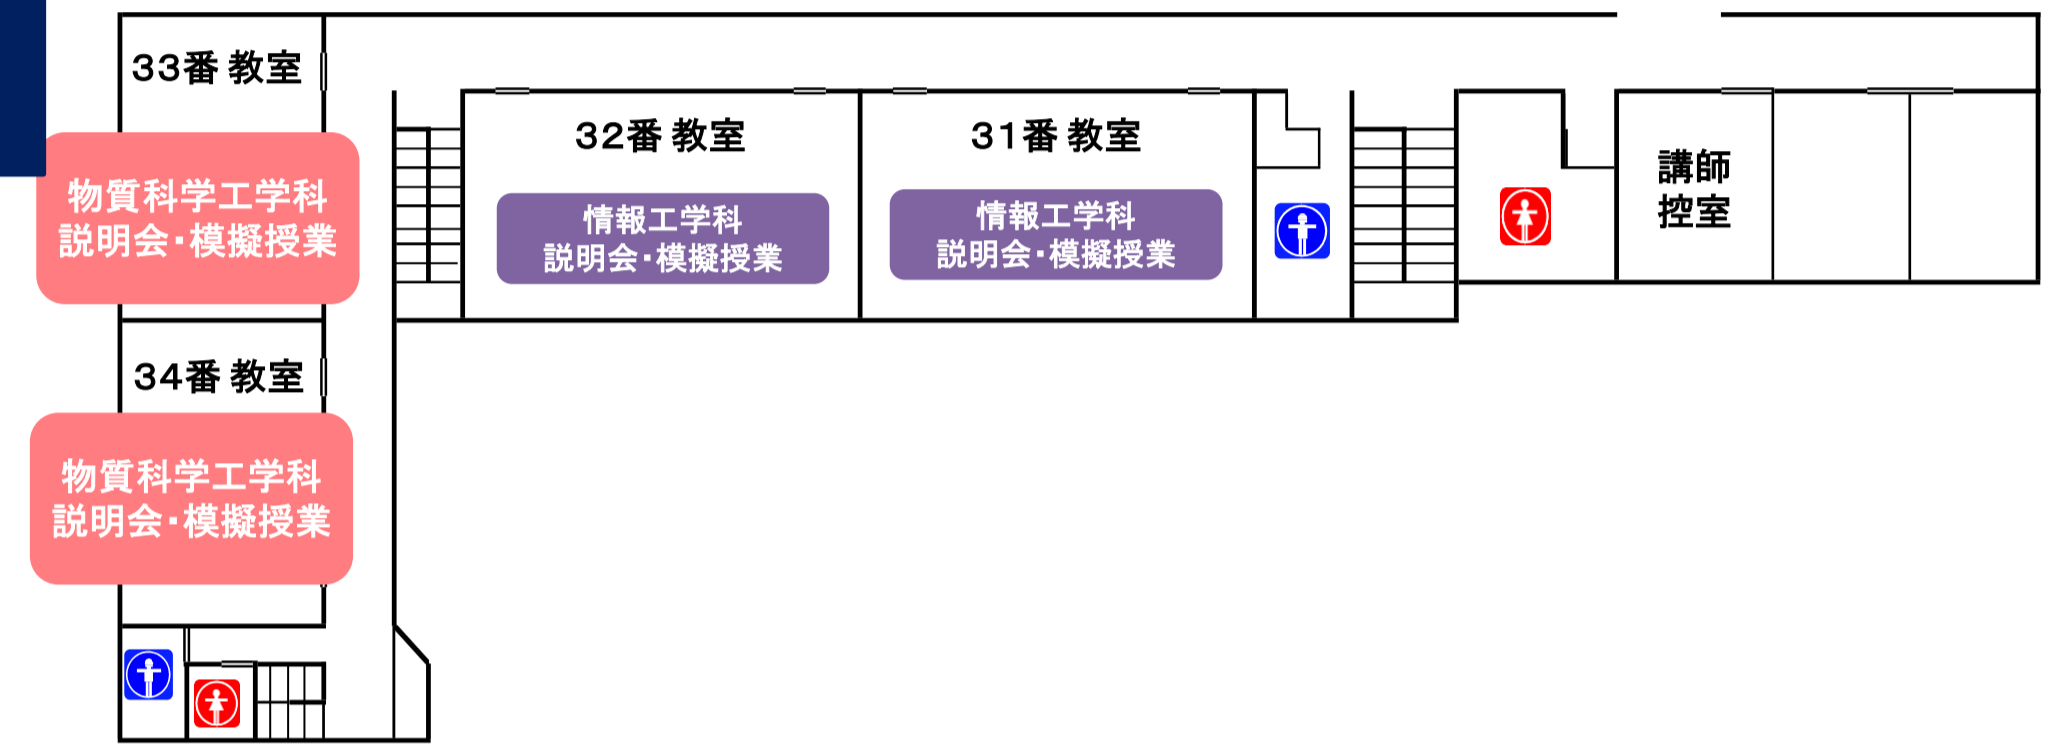 33番 教室
物質科学工学科
説明会・模擬授業
32番 教室
情報工学科
説明会・模擬授業
31番 教室
情報工学科
説明会・模擬授業
講師
控室
34番 教室
物質科学工学科
説明会・模擬授業